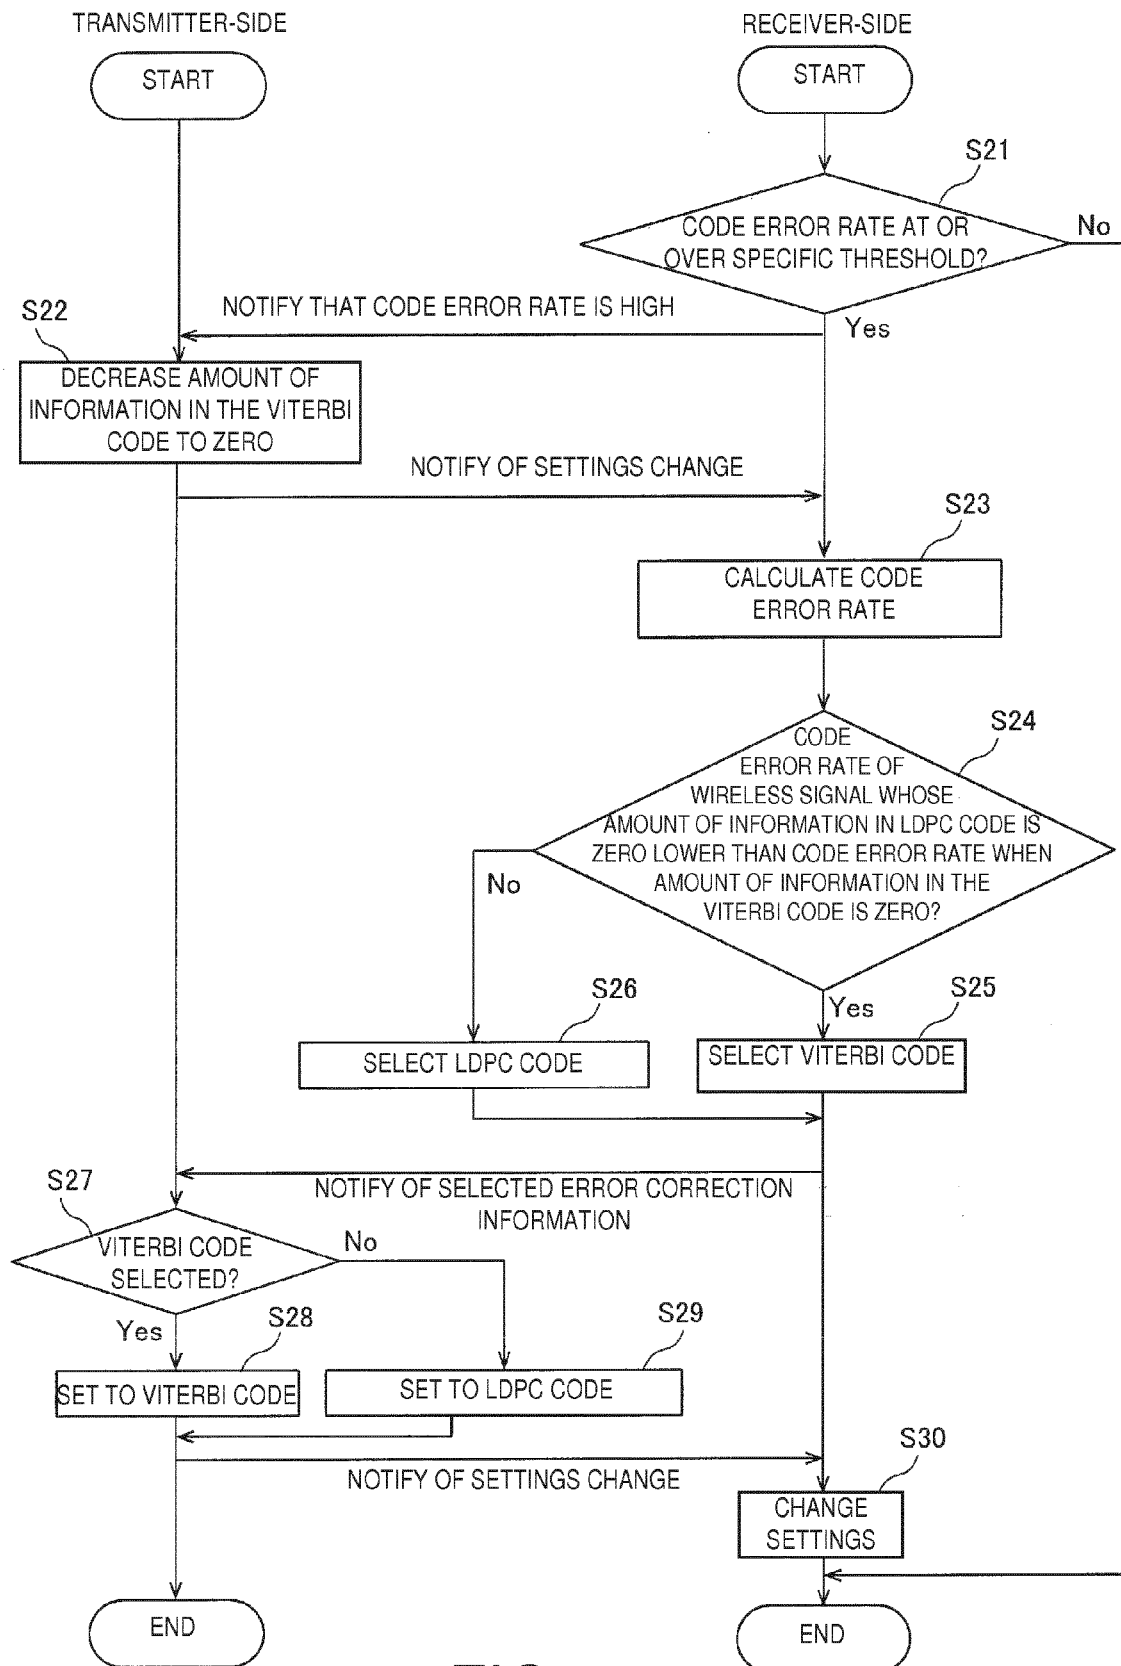 TRANSMITTER-SIDE
RECEIVER-SIDE
START
START
S21
CODE ERROR RATE AT OR
OVER SPECIFIC THRESHOLD?
No
Yes
NOTIFY THAT CODE ERROR RATE IS HIGH
S22
DECREASE AMOUNT OF
INFORMATION IN THE VITERBI
CODE TO ZERO
NOTIFY OF SETTINGS CHANGE
S23
CALCULATE CODE
ERROR RATE
S24
CODE
ERROR RATE OF
WIRELESS SIGNAL WHOSE
AMOUNT OF INFORMATION IN LDPC CODE IS
ZERO LOWER THAN CODE ERROR RATE WHEN
AMOUNT OF INFORMATION IN THE
VITERBI CODE IS ZERO?
No
Yes
S26
SELECT LDPC CODE
S25
SELECT VITERBI CODE
NOTIFY OF SELECTED ERROR CORRECTION
INFORMATION
S27
VITERBI CODE
SELECTED?
No
Yes
S28
SET TO VITERBI CODE
S29
SET TO LDPC CODE
NOTIFY OF SETTINGS CHANGE
S30
CHANGE
SETTINGS
END
END